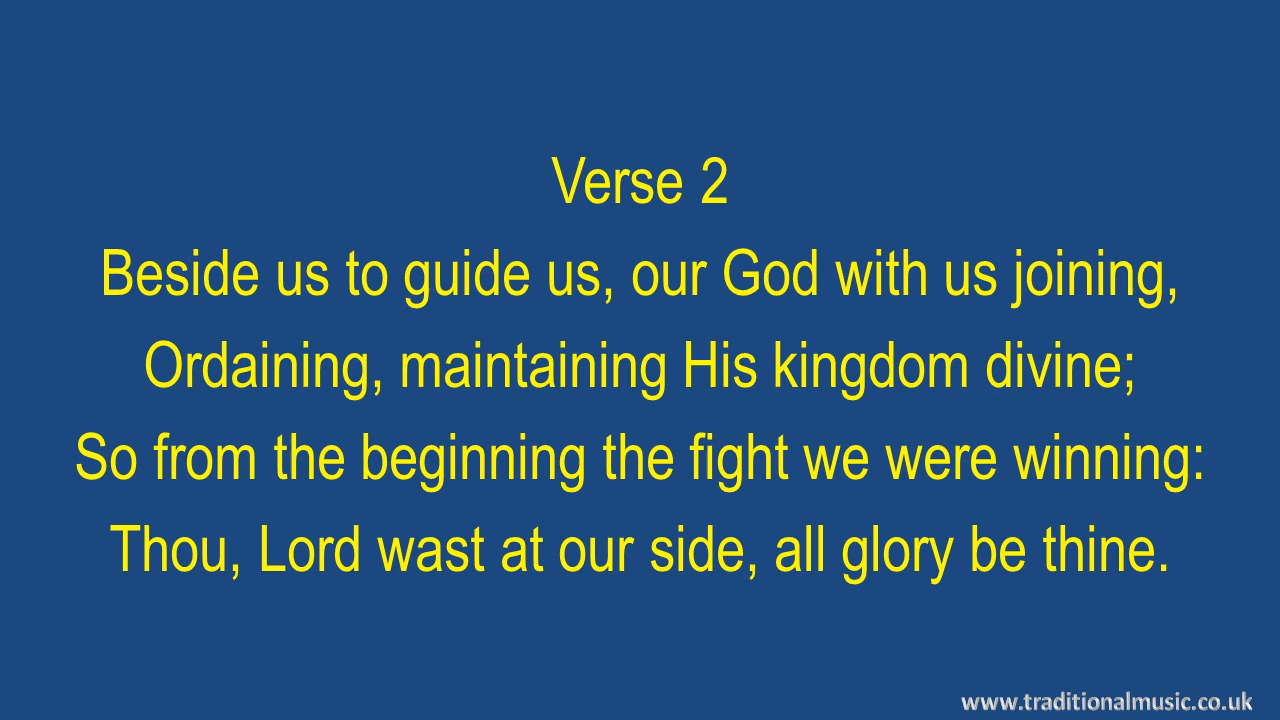 Verse 2
Beside us to guide us, our God with us joining,
Ordaining, maintaining His kingdom divine;
So from the beginning the fight we were winning:
Thou, Lord wast at our side, all glory be thine.
www.traditionalmusic.co.uk